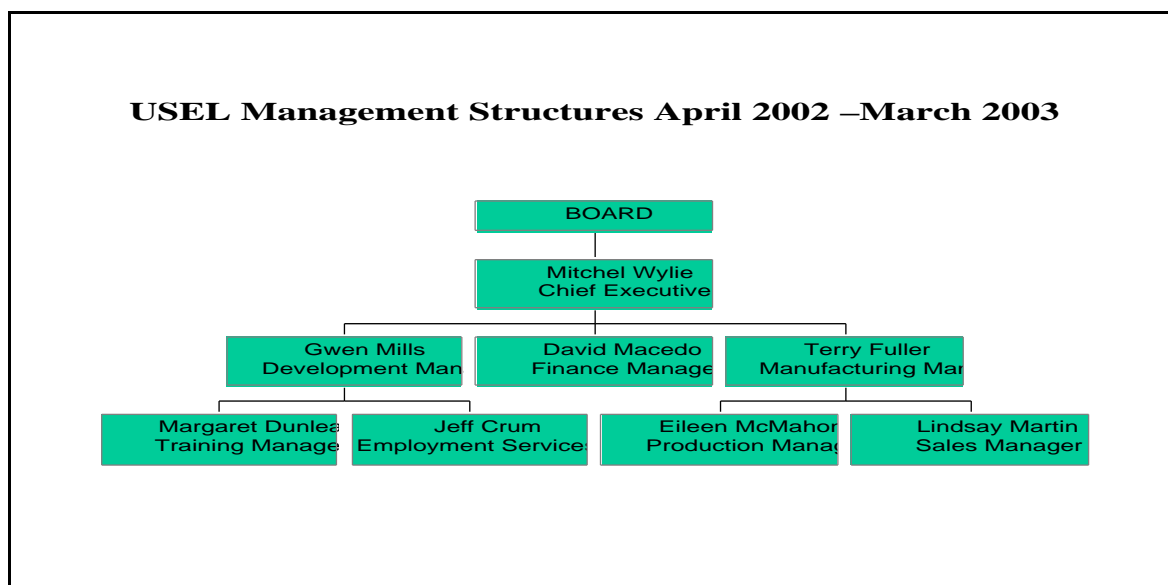 USEL Management Structures April 2002 –March 2003
BOARD
Mitchel Wylie
Chief Executive
Gwen Mills
Development Man
David Macedo
Finance Manage
Terry Fuller
Manufacturing Man
Margaret Dunlea
Training Manage
Jeff Crum
Employment Services
Eileen McMahon
Production Manag
Lindsay Martin
Sales Manager